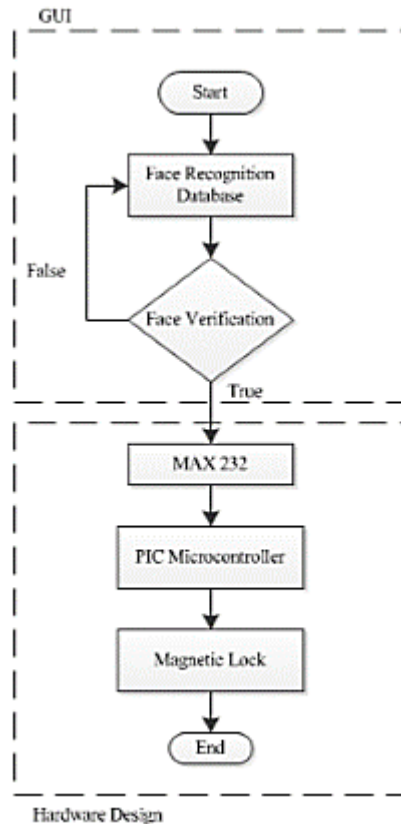 GUI
Start
Face Recognition
Database
False
Face Verification
True
MAX 232
PIC Microcontroller
Magnetic Lock
End
Hardware Design